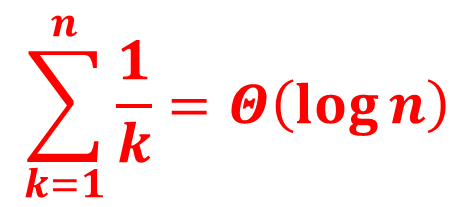 ∑_{k=1}^{n} 1/k = Θ(log n)